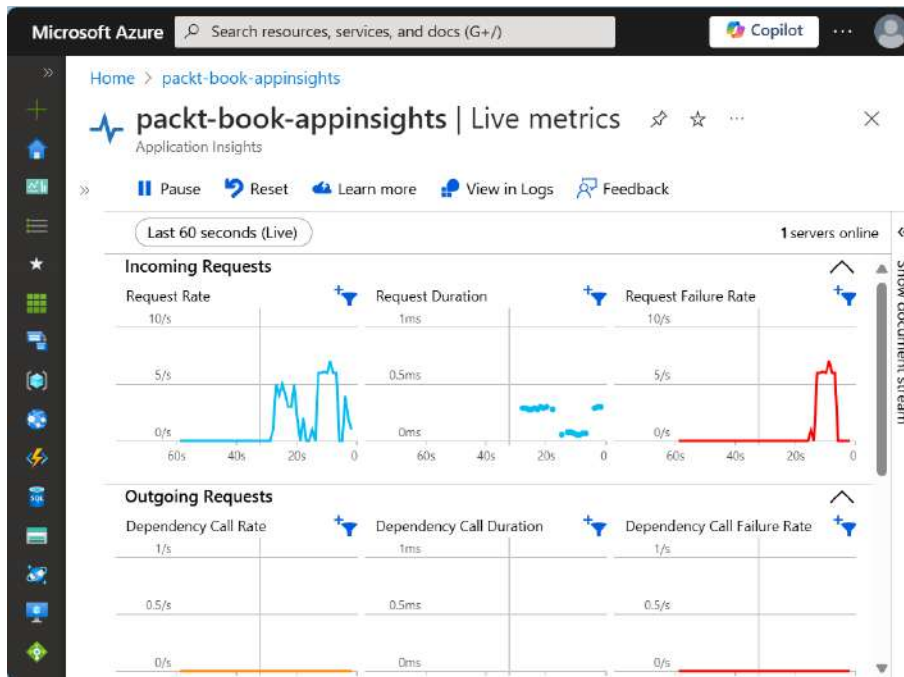 Microsoft Azure
Search resources, services, and docs (G+/)
Copilot
Home > packt-book-appinsights
packt-book-appinsights | Live metrics
Application Insights
Pause Reset Learn more View in Logs Feedback
Last 60 seconds (Live)
1 servers online
Show document stream
Incoming Requests
Request Rate
10/s
5/s
0/s
60s 40s 20s 0
Request Duration
1ms
0.5ms
0ms
60s 40s 20s 0
Request Failure Rate
10/s
5/s
0/s
60s 40s 20s 0
Outgoing Requests
Dependency Call Rate
1/s
0.5/s
0/s
Dependency Call Duration
1ms
0.5ms
0ms
Dependency Call Failure Rate
1/s
0.5/s
0/s